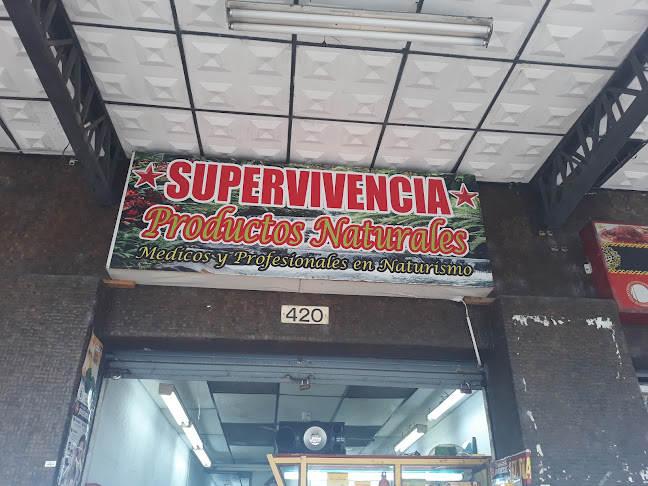 SUPERVIVENCIA
Productos Naturales
Medicos y Profesionales en Naturismo
420